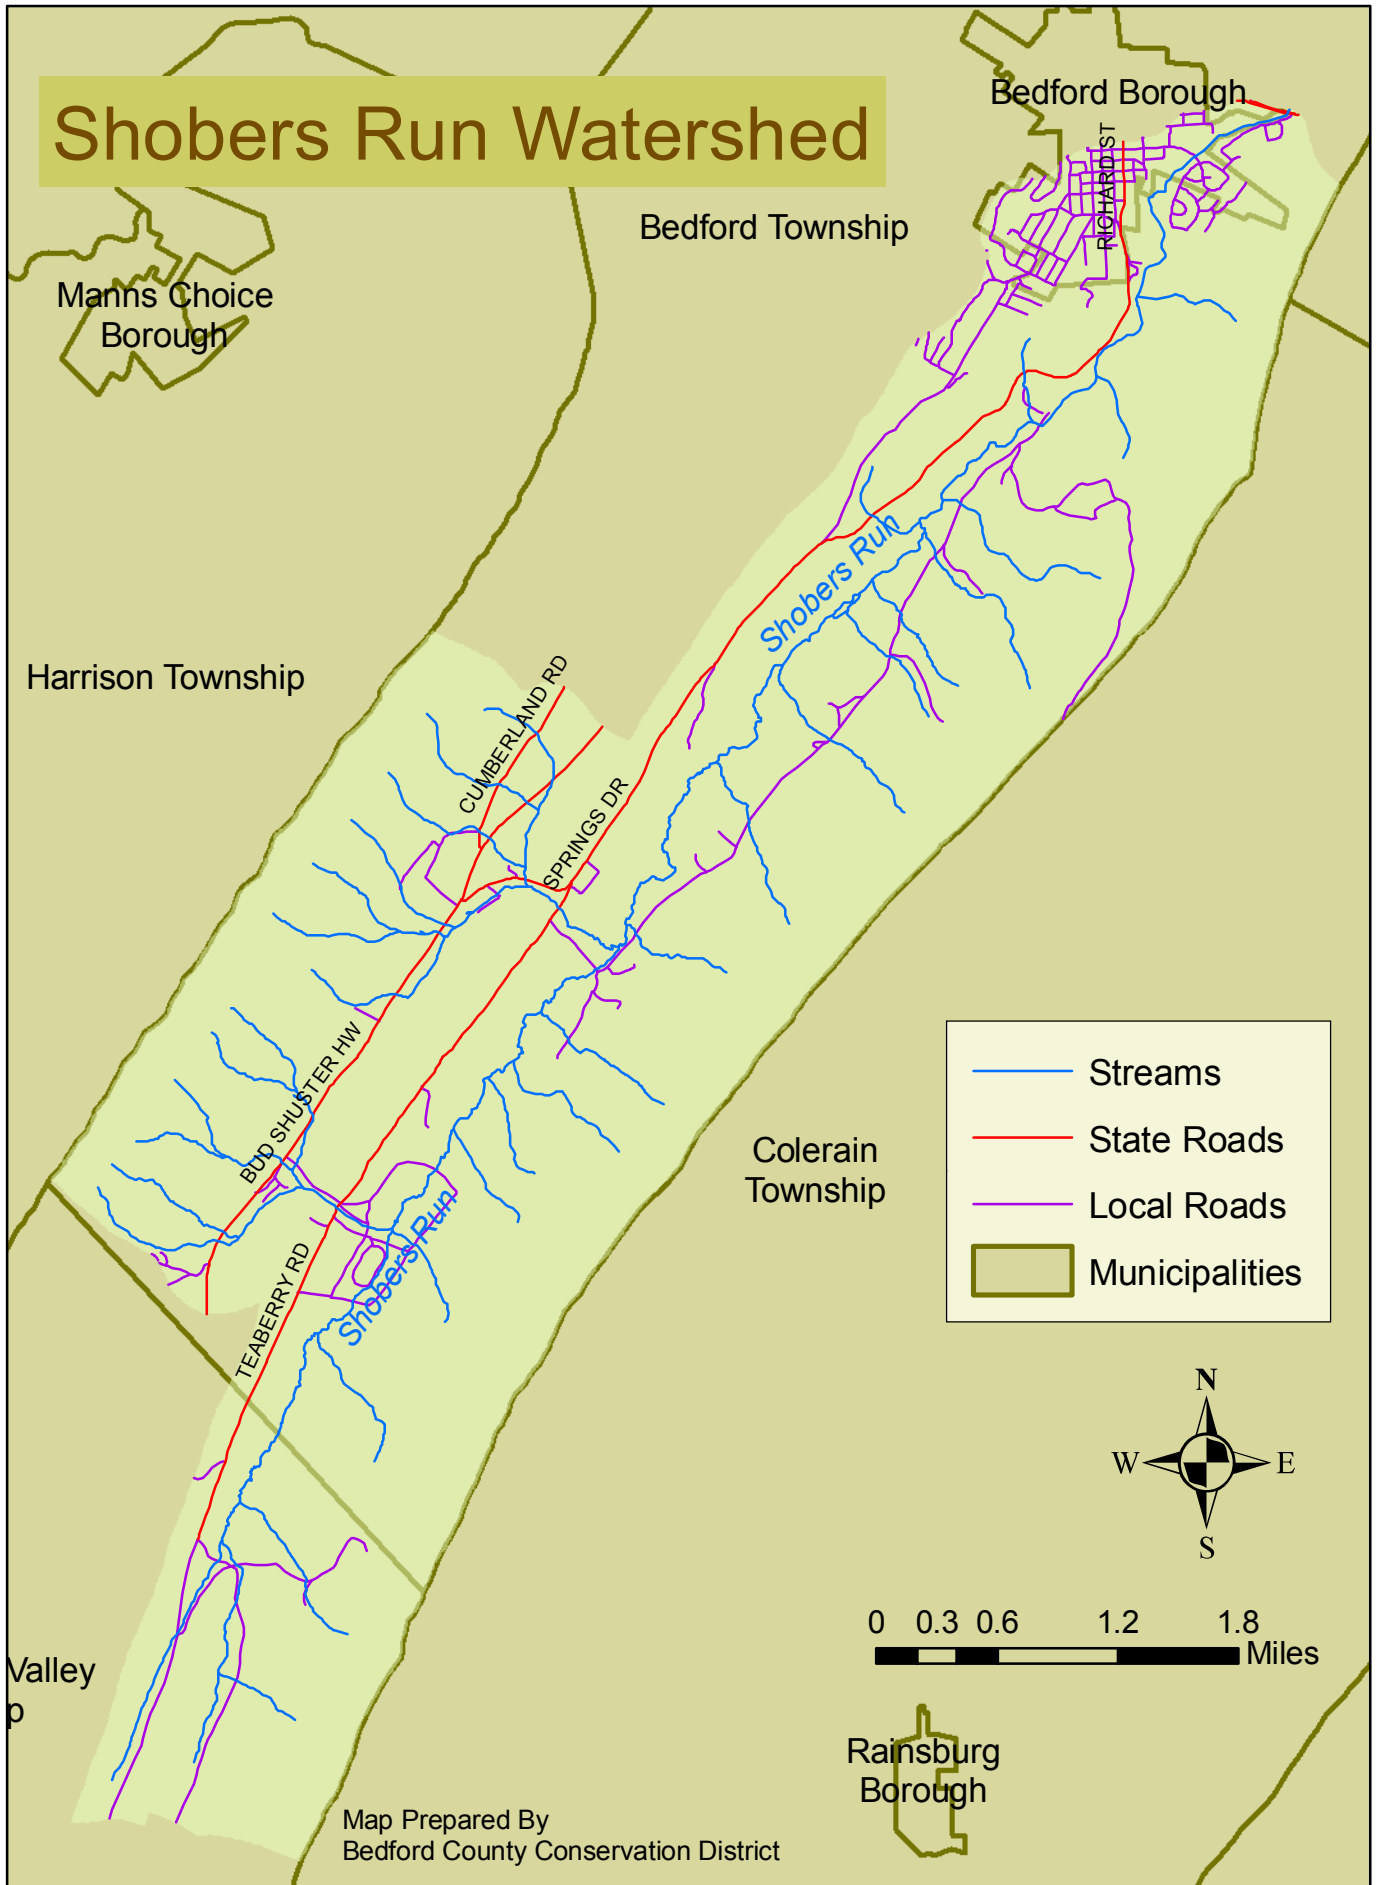 Shobers Run Watershed
Bedford Borough
RICHARD ST
Bedford Township
Manns Choice
Borough
Shobers Run
Harrison Township
CUMBERLAND RD
SPRINGS DR
BUD SHUSTER HW
Streams
State Roads
Local Roads
Municipalities
Colerain
Township
Shobers Run
TEABERRY RD
N
W
E
S
0 0.3 0.6 1.2 1.8
Miles
Valley
p
Rainsburg
Borough
Map Prepared By
Bedford County Conservation District